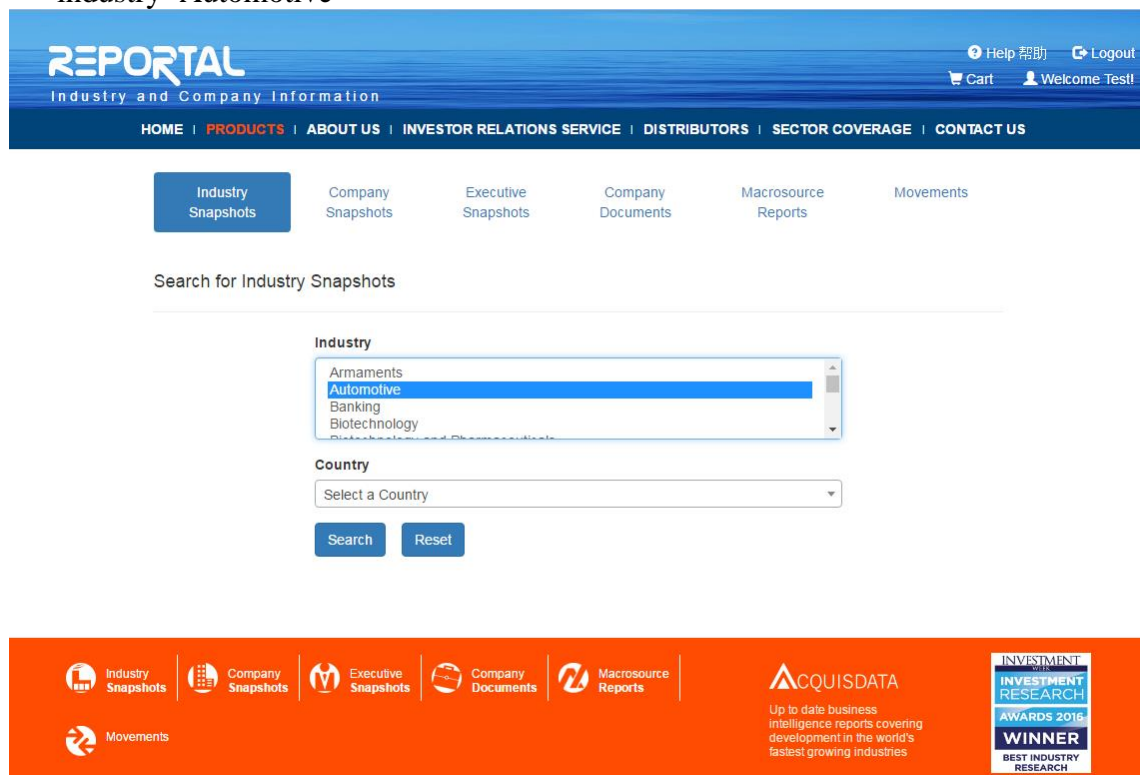 industry Automotive
REPORTAL
Industry and Company Information
Help 帮助 Logout
Cart Welcome Test!
HOME | PRODUCTS | ABOUT US | INVESTOR RELATIONS SERVICE | DISTRIBUTORS | SECTOR COVERAGE | CONTACT US
Industry
Snapshots
Company
Snapshots
Executive
Snapshots
Company
Documents
Macrosource
Reports
Movements
Search for Industry Snapshots
Industry
Armaments
Automotive
Banking
Biotechnology
Biotechnology and Pharmaceuticals
Country
Select a Country
Search Reset
Industry
Snapshots
Company
Snapshots
Executive
Snapshots
Company
Documents
Macrosource
Reports
Movements
ACQUISDATA
Up to date business
intelligence reports covering
development in the world's
fastest growing industries
INVESTMENT
WEEK
INVESTMENT
RESEARCH
AWARDS 2016
WINNER
BEST INDUSTRY
RESEARCH